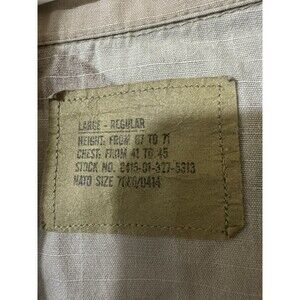 LARGE - REGULAR
HEIGHT: FROM 67 TO 71
CHEST: FROM 41 TO 45
STOCK NO. 8415-01-327-5313
NATO SIZE 7080/0414